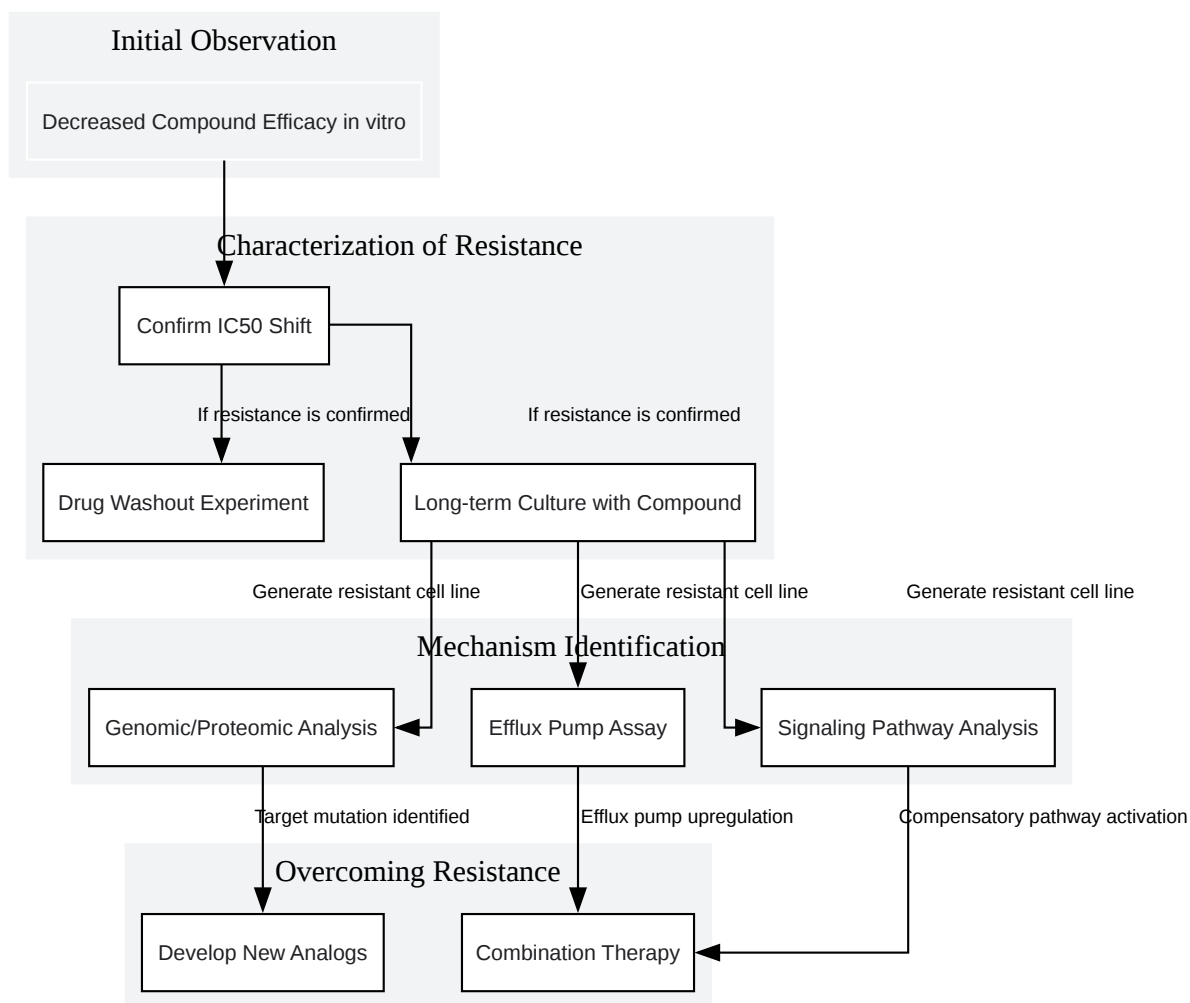 Initial Observation
Decreased Compound Efficacy in vitro
Characterization of Resistance
Confirm IC50 Shift
If resistance is confirmed
If resistance is confirmed
Drug Washout Experiment
Long-term Culture with Compound
Generate resistant cell line
Generate resistant cell line
Generate resistant cell line
Mechanism Identification
Genomic/Proteomic Analysis
Efflux Pump Assay
Signaling Pathway Analysis
Target mutation identified
Efflux pump upregulation
Compensatory pathway activation
Overcoming Resistance
Develop New Analogs
Combination Therapy